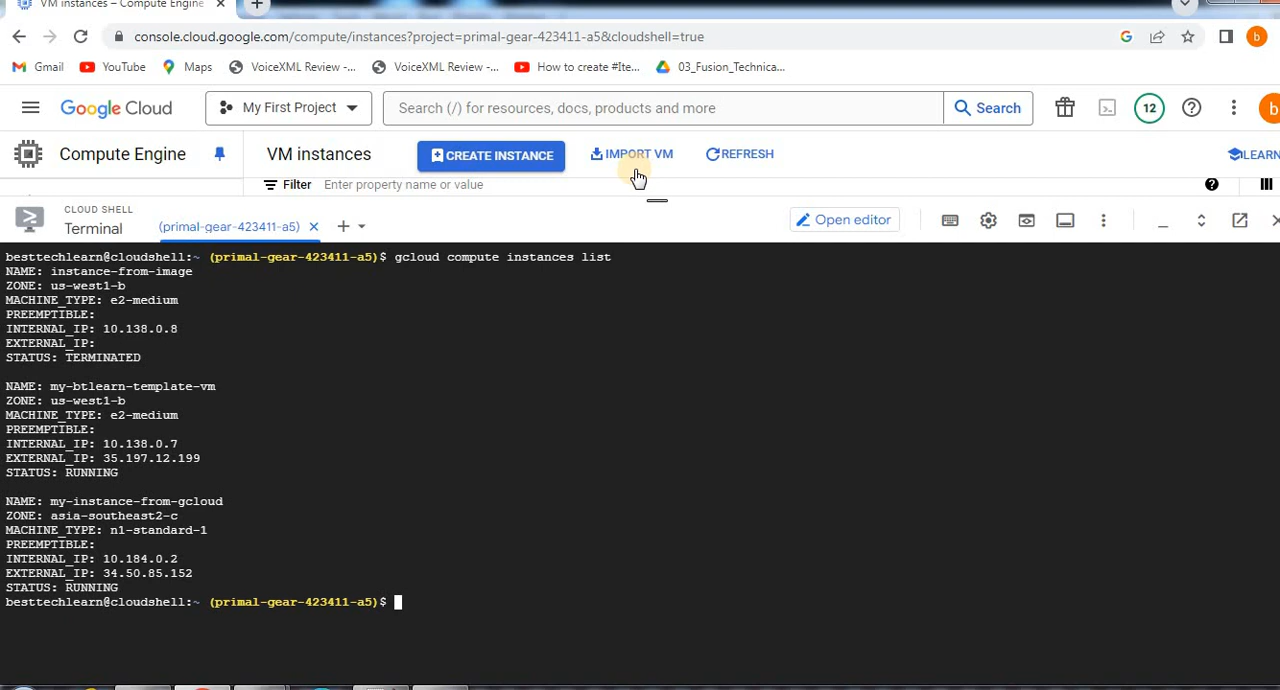 VM instances - Compute Engine
console.cloud.google.com/compute/instances?project=primal-gear-423411-a5&cloudshell=true
Gmail YouTube Maps VoiceXML Review -... VoiceXML Review -... How to create #Ite... 03_Fusion_Technica...
Google Cloud My First Project Search (/) for resources, docs, products and more Search 12 b
Compute Engine VM instances CREATE INSTANCE IMPORT VM REFRESH LEARN
Filter Enter property name or value
CLOUD SHELL
Terminal (primal-gear-423411-a5) Open editor
besttechlearn@cloudshell:~ (primal-gear-423411-a5)$ gcloud compute instances list
NAME: instance-from-image
ZONE: us-west1-b
MACHINE_TYPE: e2-medium
PREEMPTIBLE:
INTERNAL_IP: 10.138.0.8
EXTERNAL_IP:
STATUS: TERMINATED
NAME: my-btlearn-template-vm
ZONE: us-west1-b
MACHINE_TYPE: e2-medium
PREEMPTIBLE:
INTERNAL_IP: 10.138.0.7
EXTERNAL_IP: 35.197.12.199
STATUS: RUNNING
NAME: my-instance-from-gcloud
ZONE: asia-southeast2-c
MACHINE_TYPE: n1-standard-1
PREEMPTIBLE:
INTERNAL_IP: 10.184.0.2
EXTERNAL_IP: 34.50.85.152
STATUS: RUNNING
besttechlearn@cloudshell:~ (primal-gear-423411-a5)$